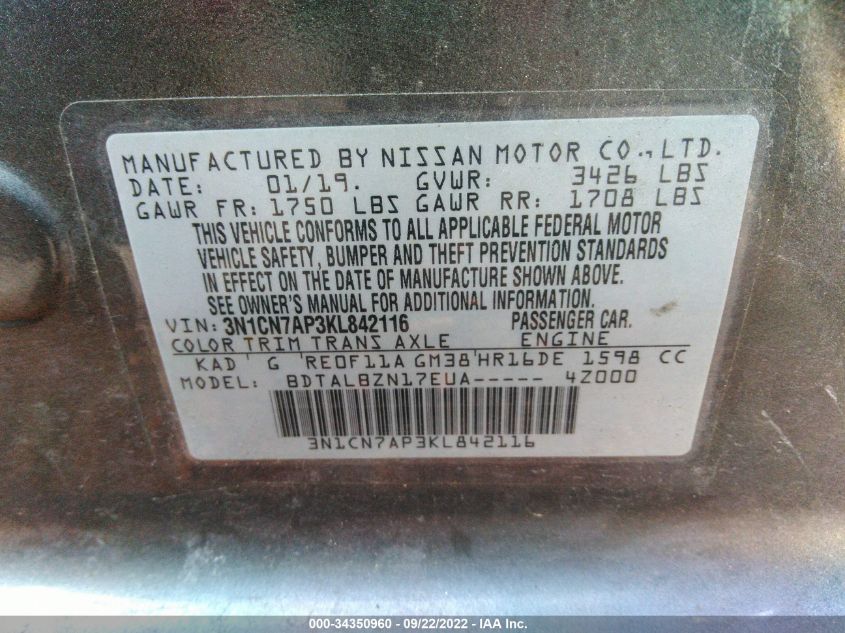 MANUFACTURED BY NISSAN MOTOR CO., LTD.
DATE: 01/19. GVWR: 3426 LBS
GAWR FR: 1750 LBS GAWR RR: 1708 LBS
THIS VEHICLE CONFORMS TO ALL APPLICABLE FEDERAL MOTOR
VEHICLE SAFETY, BUMPER AND THEFT PREVENTION STANDARDS
IN EFFECT ON THE DATE OF MANUFACTURE SHOWN ABOVE.
SEE OWNER'S MANUAL FOR ADDITIONAL INFORMATION.
VIN: 3N1CN7AP3KL842116 PASSENGER CAR.
COLOR TRIM TRANS AXLE ENGINE
KAD G RE0F11A GM38 HR16DE 1598 CC
MODEL: BDTALBZN17EUA----- 4Z000
3N1CN7AP3KL842116
000-34350960 - 09/22/2022 - IAA Inc.